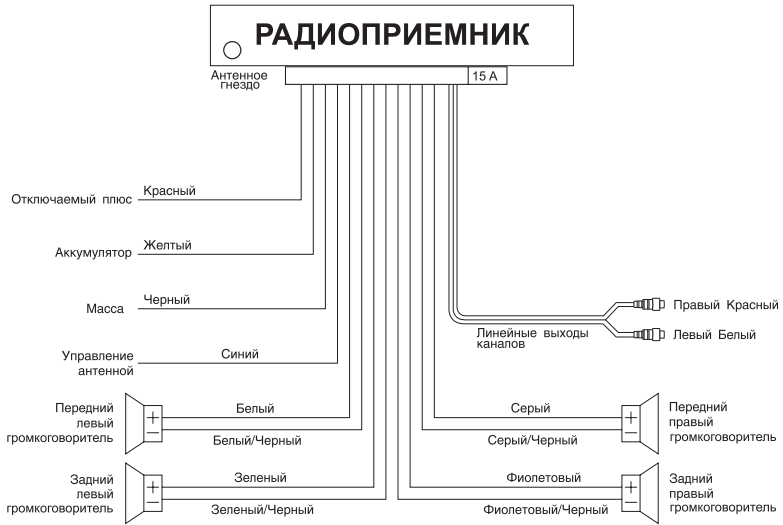 РАДИОПРИЕМНИК
Антенное
гнездо
15 А
Отключаемый плюс
Красный
Аккумулятор
Желтый
Масса
Черный
Управление
антенной
Синий
Правый Красный
Левый Белый
Линейные выходы
каналов
Передний
левый
громкоговоритель
Белый
Белый/Черный
Серый
Серый/Черный
Передний
правый
громкоговоритель
Задний
левый
громкоговоритель
Зеленый
Зеленый/Черный
Фиолетовый
Фиолетовый/Черный
Задний
правый
громкоговоритель